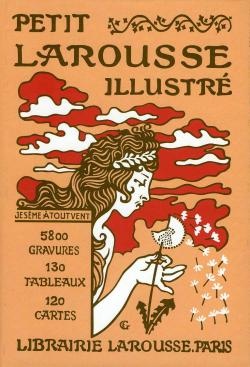 PETIT
LAROUSSE
ILLUSTRÉ
JE SÈME À TOUT VENT
5800
GRAVURES
130
TABLEAUX
120
CARTES
LIBRAIRIE LAROUSSE. PARIS